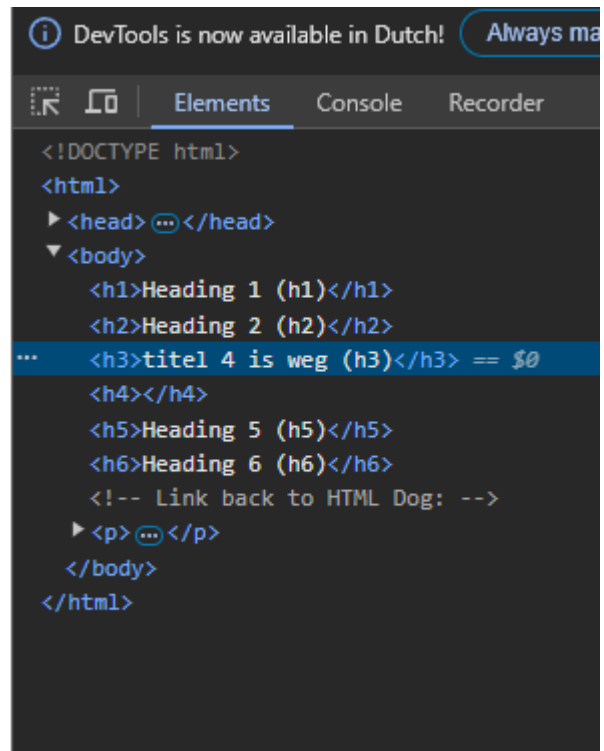 DevTools is now available in Dutch! Always ma
Elements Console Recorder
<!DOCTYPE html>
<html>
<head>…</head>
<body>
<h1>Heading 1 (h1)</h1>
<h2>Heading 2 (h2)</h2>
… <h3>titel 4 is weg (h3)</h3> == $0
<h4></h4>
<h5>Heading 5 (h5)</h5>
<h6>Heading 6 (h6)</h6>
<!-- Link back to HTML Dog: -->
<p>…</p>
</body>
</html>